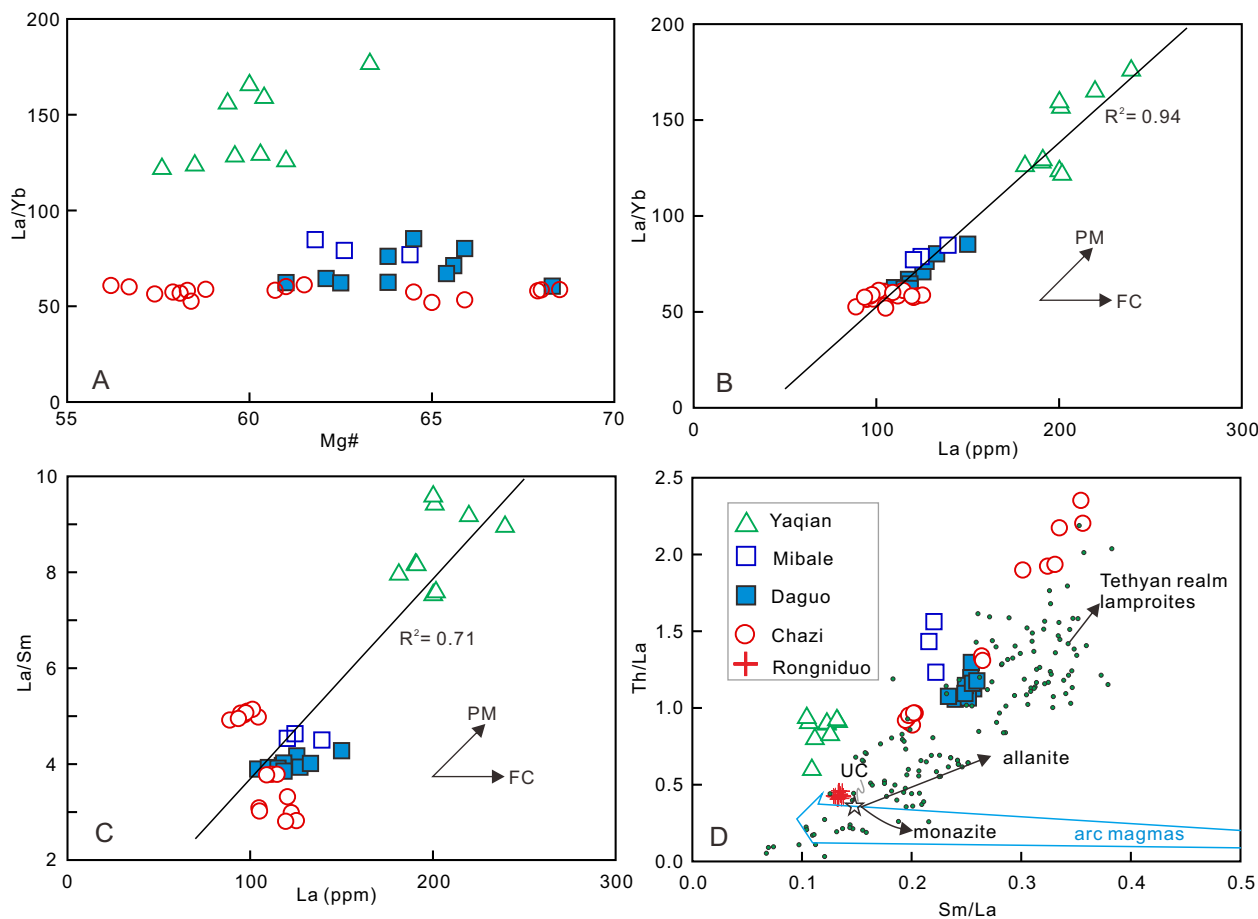 200
150
100
50
0
La/Yb
A
55
60
65
70
Mg#
200
150
100
50
0
La/Yb
R²= 0.94
PM
FC
B
0
100
200
300
La (ppm)
10
8
6
4
2
La/Sm
R²= 0.71
PM
FC
C
0
100
200
300
La (ppm)
2.5
2.0
1.5
1.0
0.5
0.0
Th/La
Yaqian
Mibale
Daguo
Chazi
Rongniduo
Tethyan realm
lamproites
UC
allanite
monazite
arc magmas
D
0.0
0.1
0.2
0.3
0.4
0.5
Sm/La